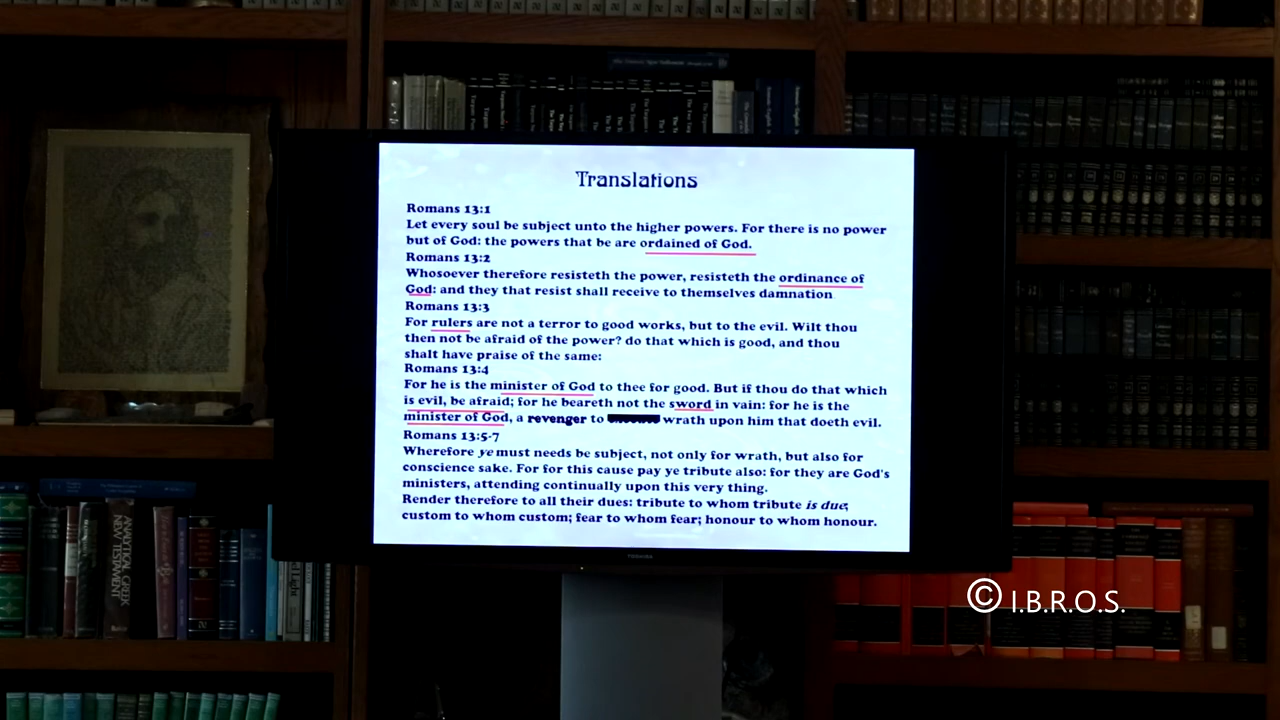 Translations
Romans 13:1
Let every soul be subject unto the higher powers. For there is no power
but of God: the powers that be are ordained of God.
Romans 13:2
Whosoever therefore resisteth the power, resisteth the ordinance of
God: and they that resist shall receive to themselves damnation
Romans 13:3
For rulers are not a terror to good works, but to the evil. Wilt thou
then not be afraid of the power? do that which is good, and thou
shalt have praise of the same:
Romans 13:4
For he is the minister of God to thee for good. But if thou do that which
is evil, be afraid; for he beareth not the sword in vain: for he is the
minister of God, a revenger to wrath upon him that doeth evil.
Romans 13:5-7
Wherefore ye must needs be subject, not only for wrath, but also for
conscience sake. For for this cause pay ye tribute also: for they are God's
ministers, attending continually upon this very thing.
Render therefore to all their dues: tribute to whom tribute is due;
custom to whom custom; fear to whom fear; honour to whom honour.
TOSHIBA
ANALYTICAL GREEK
NEW TESTAMENT
© I.B.R.O.S.